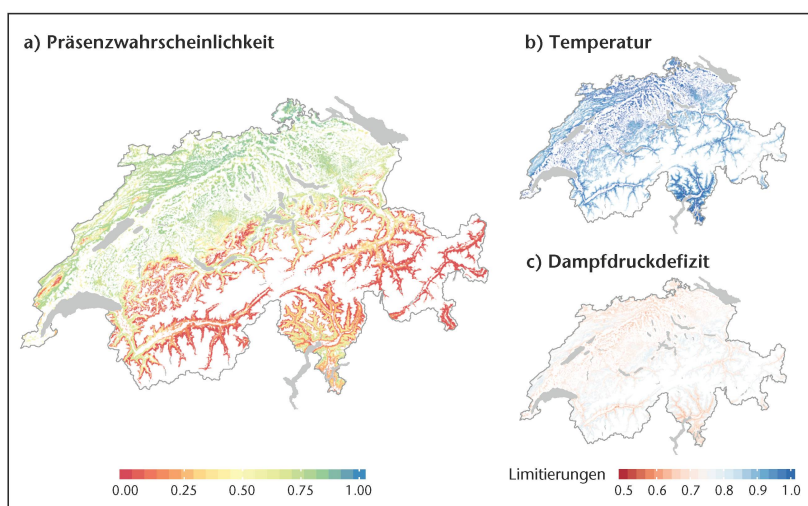 a) Präsenzwahrscheinlichkeit
b) Temperatur
c) Dampfdruckdefizit
0.00 0.25 0.50 0.75 1.00
Limitierungen
0.5 0.6 0.7 0.8 0.9 1.0